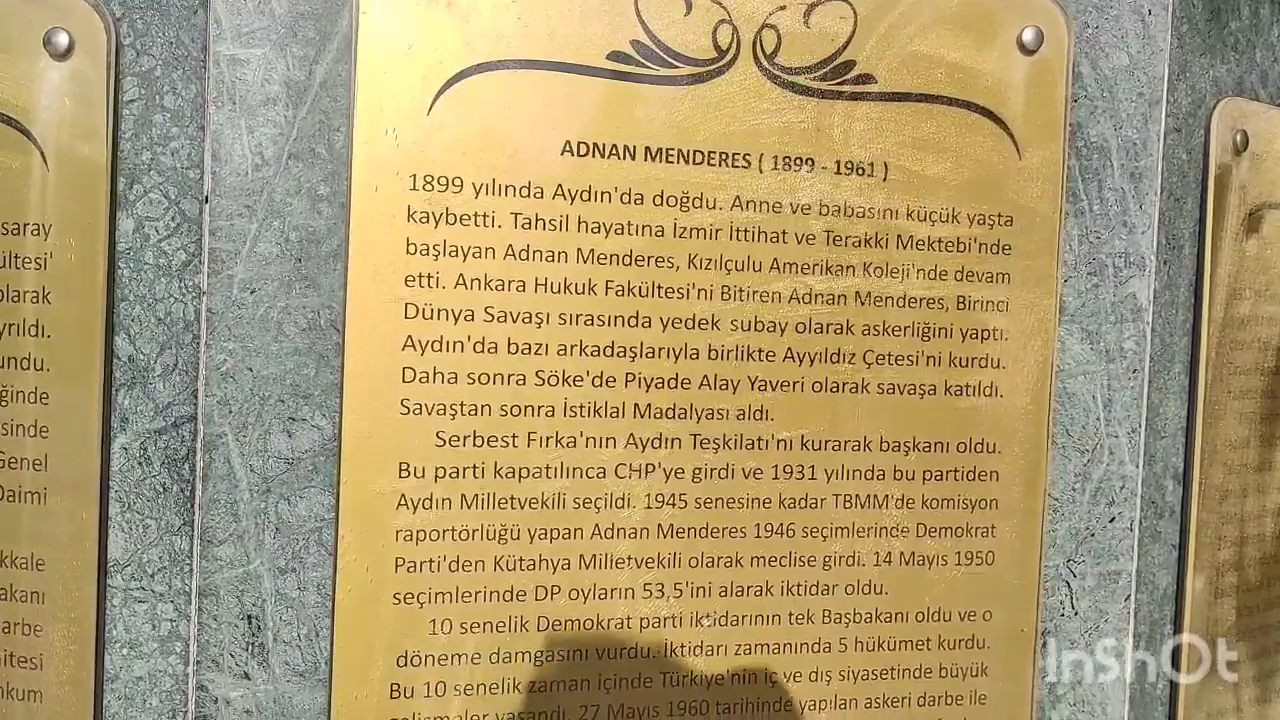 ADNAN MENDERES ( 1899 - 1961 )
1899 yılında Aydın'da doğdu. Anne ve babasını küçük yaşta
kaybetti. Tahsil hayatına İzmir İttihat ve Terakki Mektebi'nde
başlayan Adnan Menderes, Kızılçulu Amerikan Koleji'nde devam
etti. Ankara Hukuk Fakültesi'ni Bitiren Adnan Menderes, Birinci
Dünya Savaşı sırasında yedek subay olarak askerliğini yaptı.
Aydın'da bazı arkadaşlarıyla birlikte Ayyıldız Çetesi'ni kurdu.
Daha sonra Söke'de Piyade Alay Yaveri olarak savaşa katıldı.
Savaştan sonra İstiklal Madalyası aldı.
Serbest Fırka'nın Aydın Teşkilatı'nı kurarak başkanı oldu.
Bu parti kapatılınca CHP'ye girdi ve 1931 yılında bu partiden
Aydın Milletvekili seçildi. 1945 senesine kadar TBMM'de komisyon
raportörlüğü yapan Adnan Menderes 1946 seçimlerinde Demokrat
Parti'den Kütahya Milletvekili olarak meclise girdi. 14 Mayıs 1950
seçimlerinde DP oyların 53,5'ini alarak iktidar oldu.
10 senelik Demokrat parti iktidarının tek Başbakanı oldu ve o
döneme damgasını vurdu. İktidarı zamanında 5 hükümet kurdu.
Bu 10 senelik zaman içinde Türkiye'nin iç ve dış siyasetinde büyük
gelişmeler yaşandı. 27 Mayıs 1960 tarihinde yapılan askeri darbe ile
saray
ültesi'
olarak
yrıldı.
undu.
ğinde
sinde
Genel
Daimi
kkale
akanı
arbe
itesi
nkum
InShOt